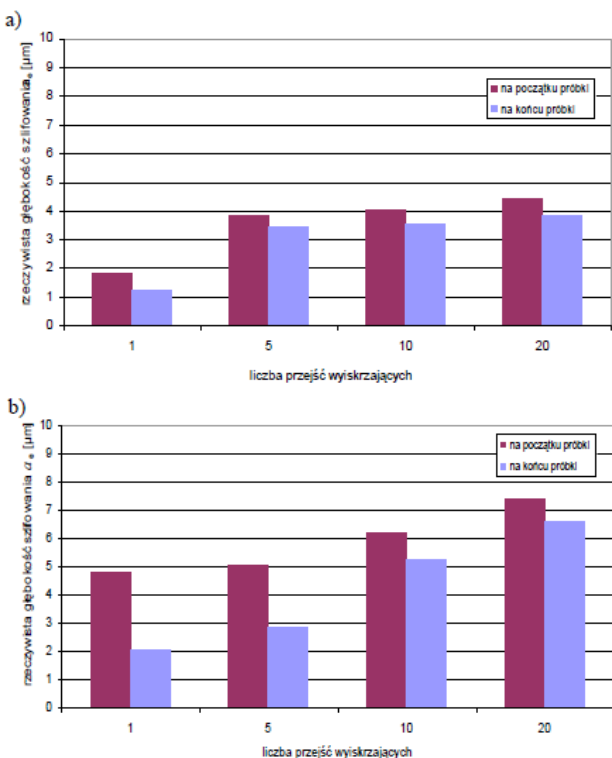 a)
rzeczywista głębokość szlifowania aₑ [µm]
10
9
8
7
6
5
4
3
2
1
0
na początku próbki
na końcu próbki
1 5 10 20
liczba przejść wyiskrzających
b)
rzeczywista głębokość szlifowania aₑ [µm]
10
9
8
7
6
5
4
3
2
1
0
na początku próbki
na końcu próbki
1 5 10 20
liczba przejść wyiskrzających